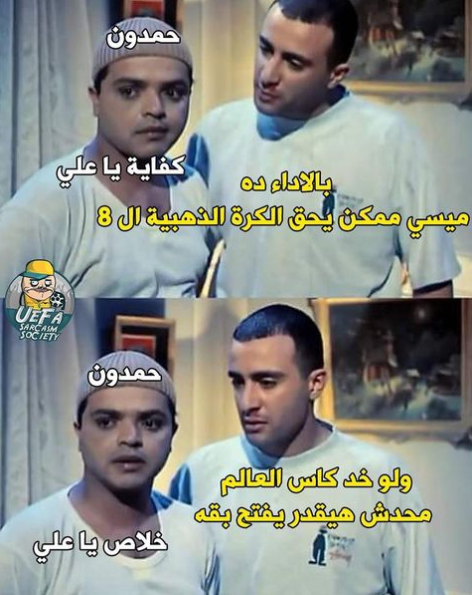 حمدون
كفاية يا علي
بالاداء ده
ميسي ممكن يحق الكرة الذهبية ال 8
UEFA
SARCASM
SOCIETY
حمدون
ولو خد كاس العالم
محدش هيقدر يفتح بقه
خلاص يا علي